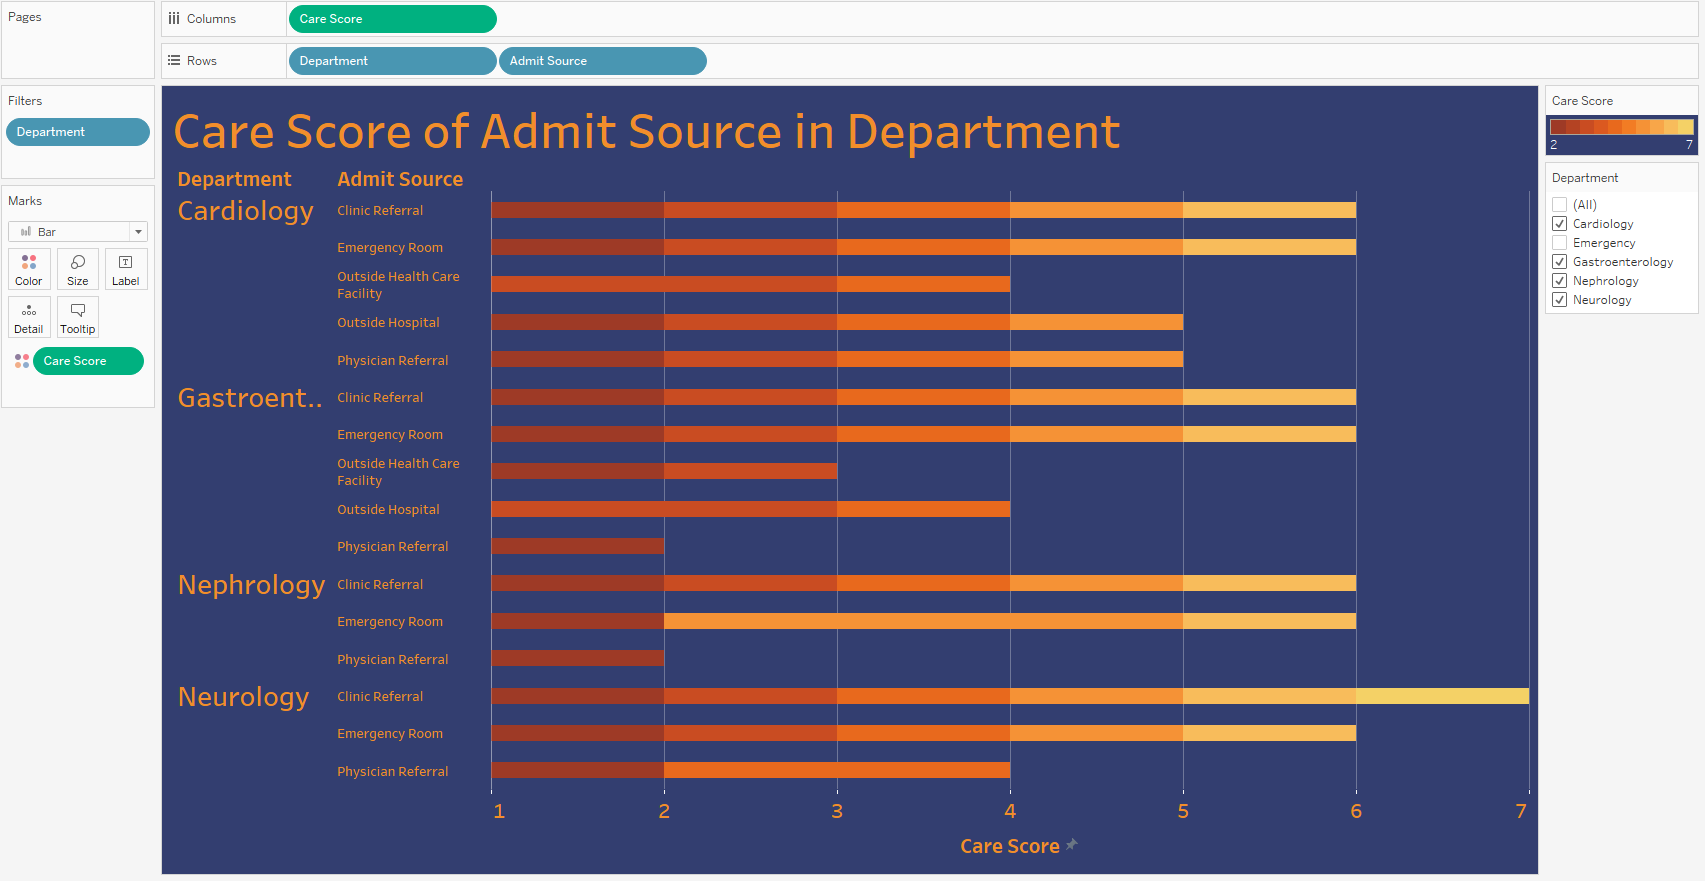 Pages
Columns
Care Score
Rows
Department
Admit Source
Filters
Department
Marks
Bar
Color
Size
Label
Detail
Tooltip
Care Score
Care Score of Admit Source in Department
Department
Admit Source
Cardiology
Clinic Referral
Emergency Room
Outside Health Care
Facility
Outside Hospital
Physician Referral
Gastroent..
Clinic Referral
Emergency Room
Outside Health Care
Facility
Outside Hospital
Physician Referral
Nephrology
Clinic Referral
Emergency Room
Physician Referral
Neurology
Clinic Referral
Emergency Room
Physician Referral
1 2 3 4 5 6 7
Care Score
Care Score
2 7
Department
(All)
Cardiology
Emergency
Gastroenterology
Nephrology
Neurology